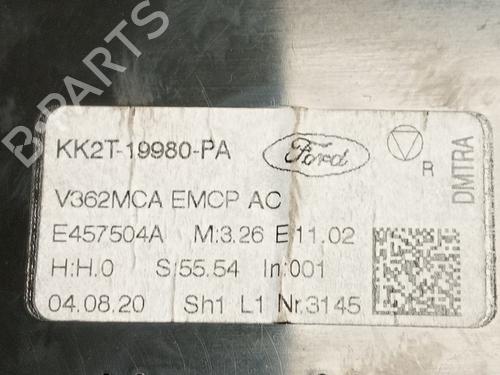 B-PARTS
KK2T-19980-PA
Ford
R
DMTRA
V362MCA EMCP AC
E457504A M:3.26 E:11.02
H:H.0 S:55.54 In:001
04.08.20 Sh1 L1 Nr.3145